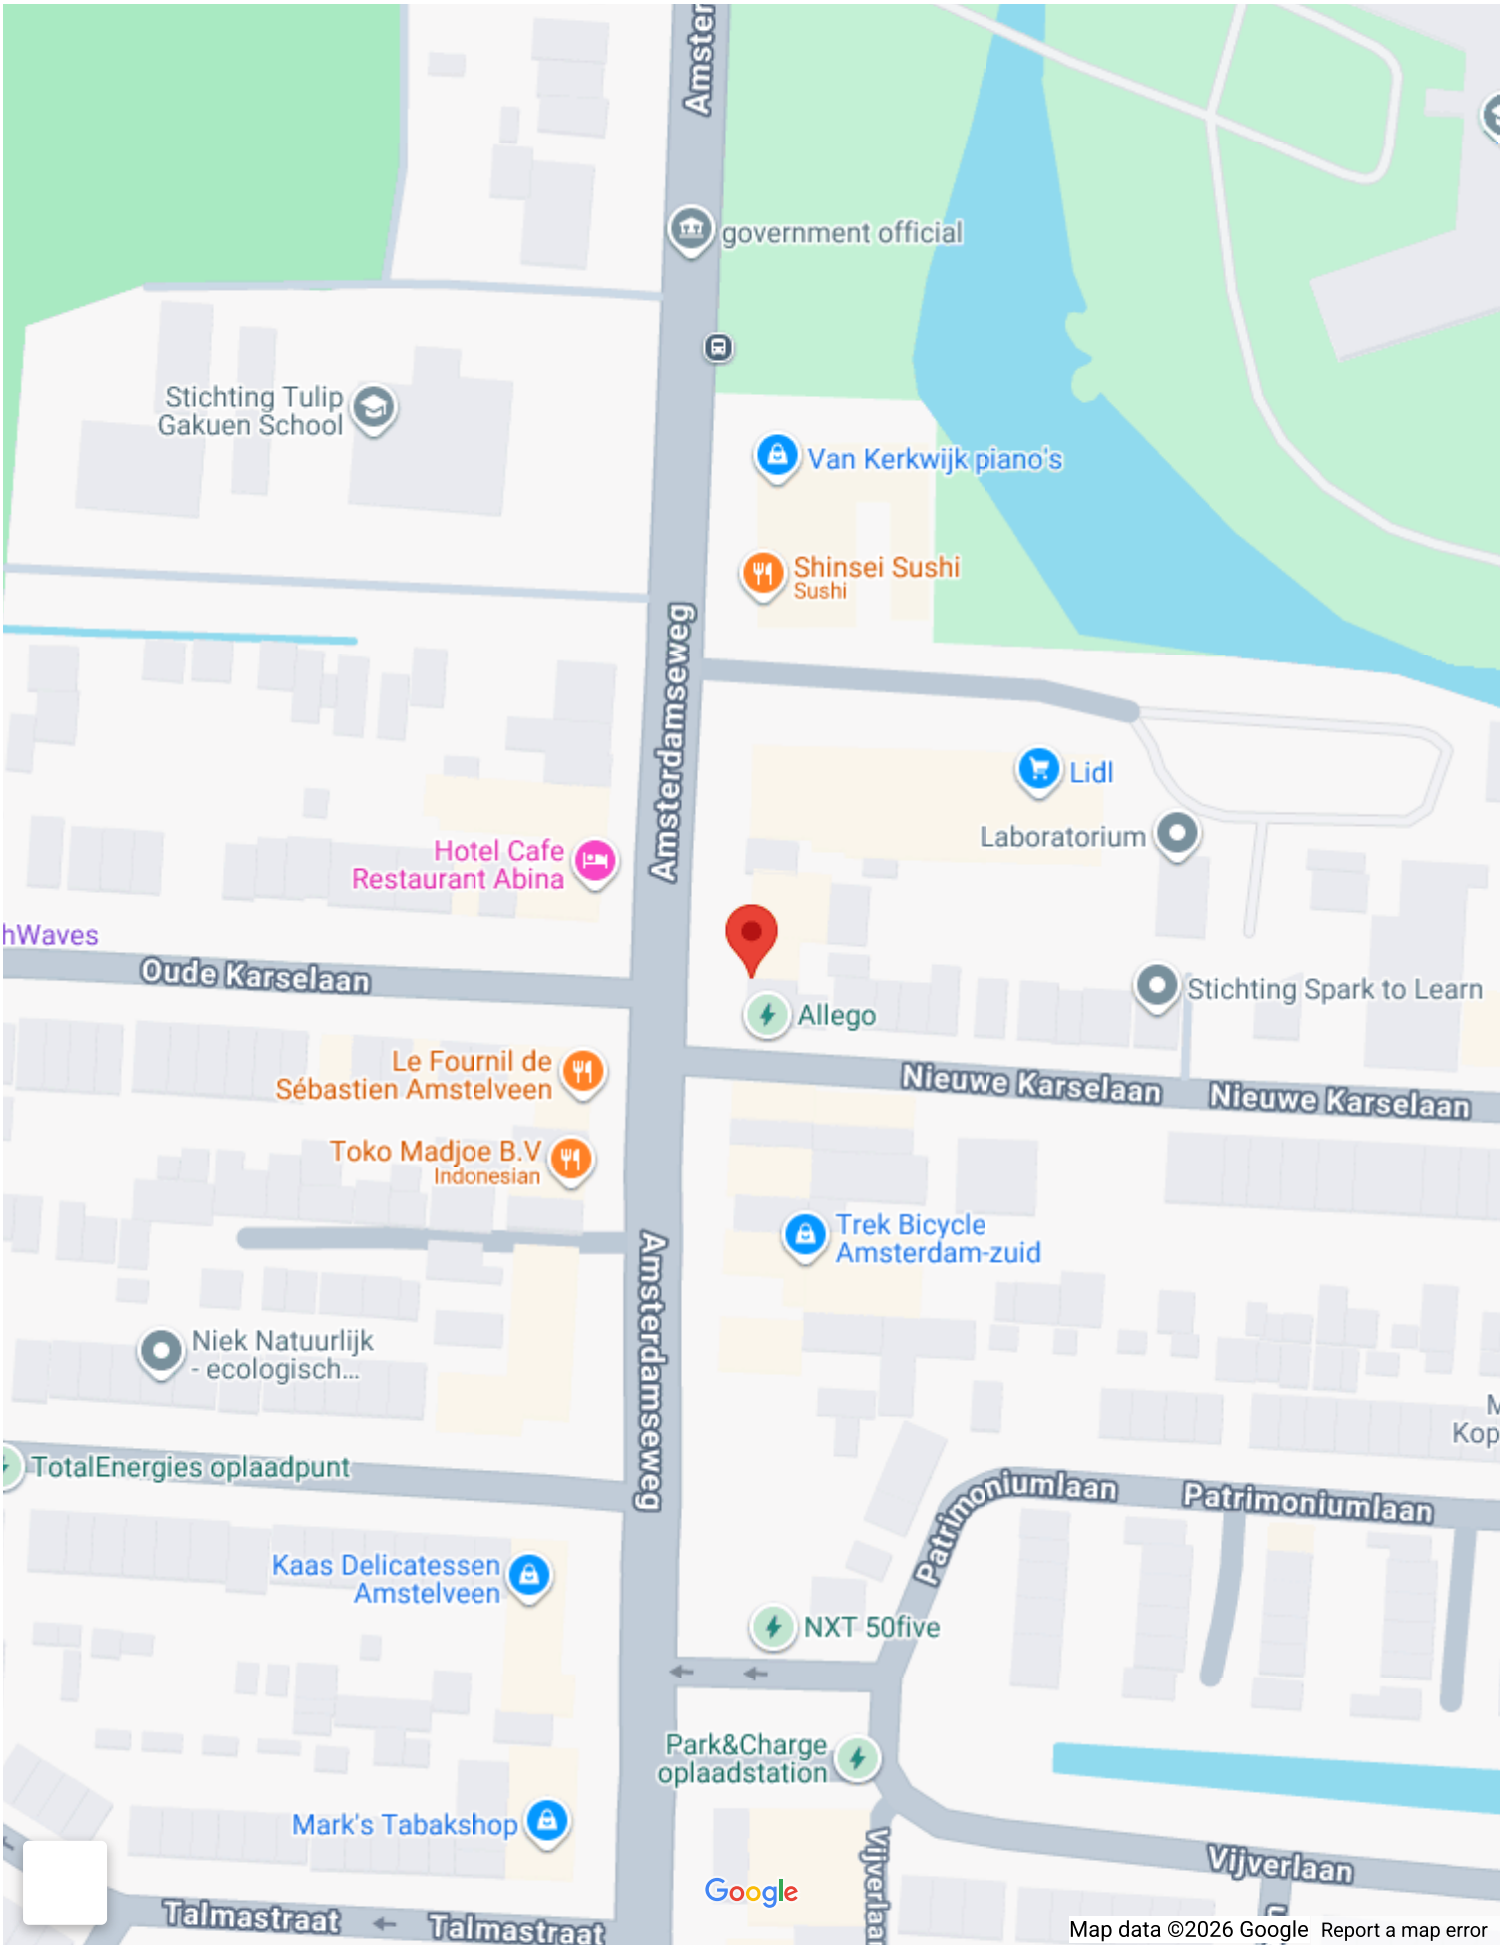 Amster
government official
Stichting Tulip
Gakuen School
Van Kerkwijk piano's
Shinsei Sushi
Sushi
Amsterdamseweg
Lidl
Laboratorium
Hotel Cafe
Restaurant Abina
hWaves
Oude Karselaan
Stichting Spark to Learn
Allego
Le Fournil de
Sébastien Amstelveen
Nieuwe Karselaan
Nieuwe Karselaan
Toko Madjoe B.V
Indonesian
Trek Bicycle
Amsterdam-zuid
Amsterdamseweg
Niek Natuurlijk
- ecologisch...
M
Kop
TotalEnergies oplaadpunt
Patrimoniumlaan
Patrimoniumlaan
Kaas Delicatessen
Amstelveen
NXT 50five
Park&Charge
oplaadstation
Mark's Tabakshop
Vijverlaan
Vijverlaa
Google
Talmastraat
Talmastraat
Map data ©2026 Google
Report a map error